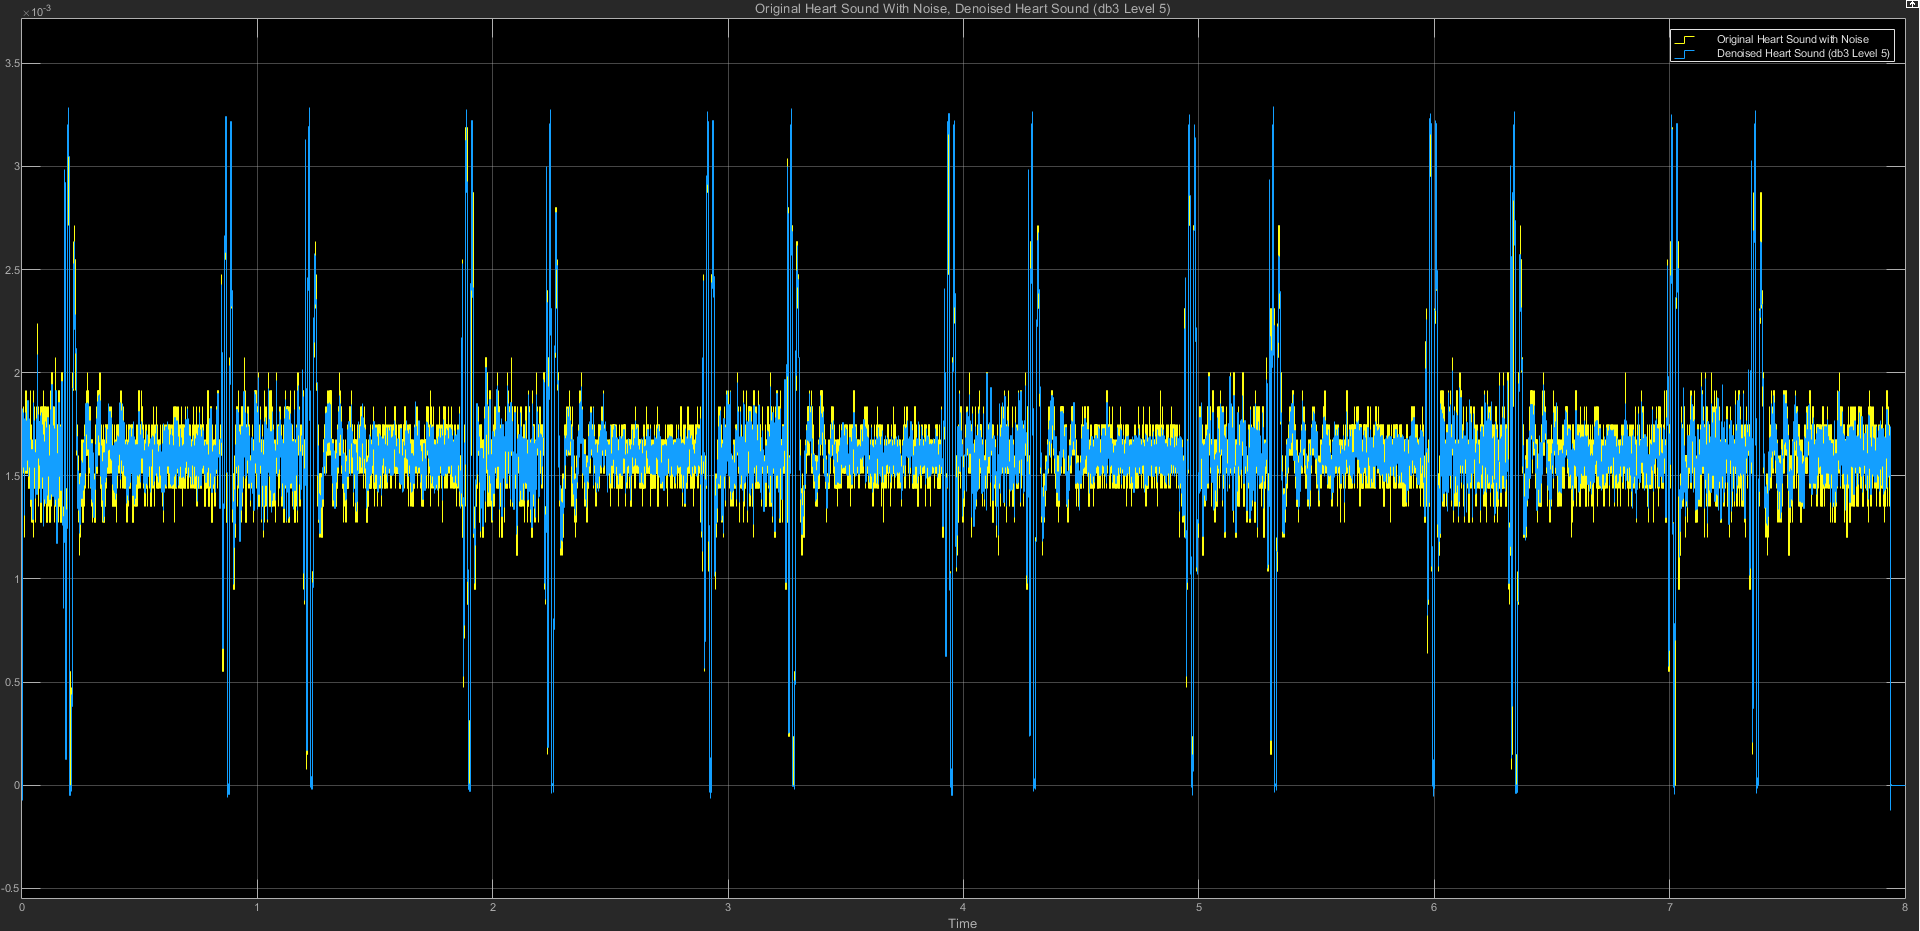 Original Heart Sound With Noise, Denoised Heart Sound (db3 Level 5)
×10⁻³
Original Heart Sound with Noise
Denoised Heart Sound (db3 Level 5)
3.5
3
2.5
2
1.5
1
0.5
0
-0.5
0 1 2 3 4 5 6 7 8
Time